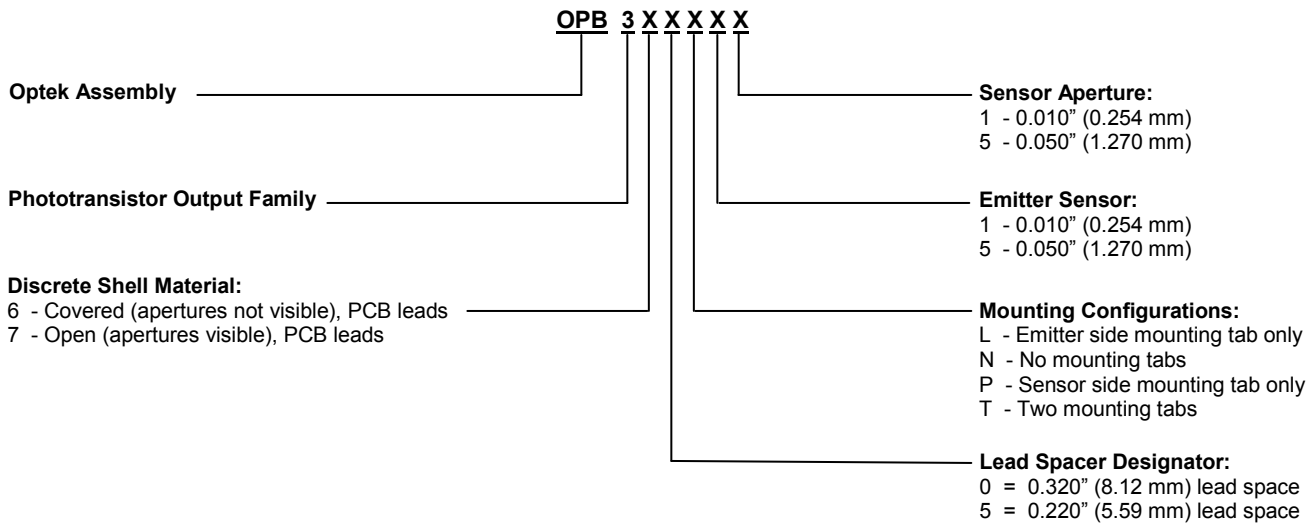 OPB 3 X X X X X
Optek Assembly
Phototransistor Output Family
Discrete Shell Material:
6 - Covered (apertures not visible), PCB leads
7 - Open (apertures visible), PCB leads
Sensor Aperture:
1 - 0.010” (0.254 mm)
5 - 0.050” (1.270 mm)
Emitter Sensor:
1 - 0.010” (0.254 mm)
5 - 0.050” (1.270 mm)
Mounting Configurations:
L - Emitter side mounting tab only
N - No mounting tabs
P - Sensor side mounting tab only
T - Two mounting tabs
Lead Spacer Designator:
0 = 0.320” (8.12 mm) lead space
5 = 0.220” (5.59 mm) lead space